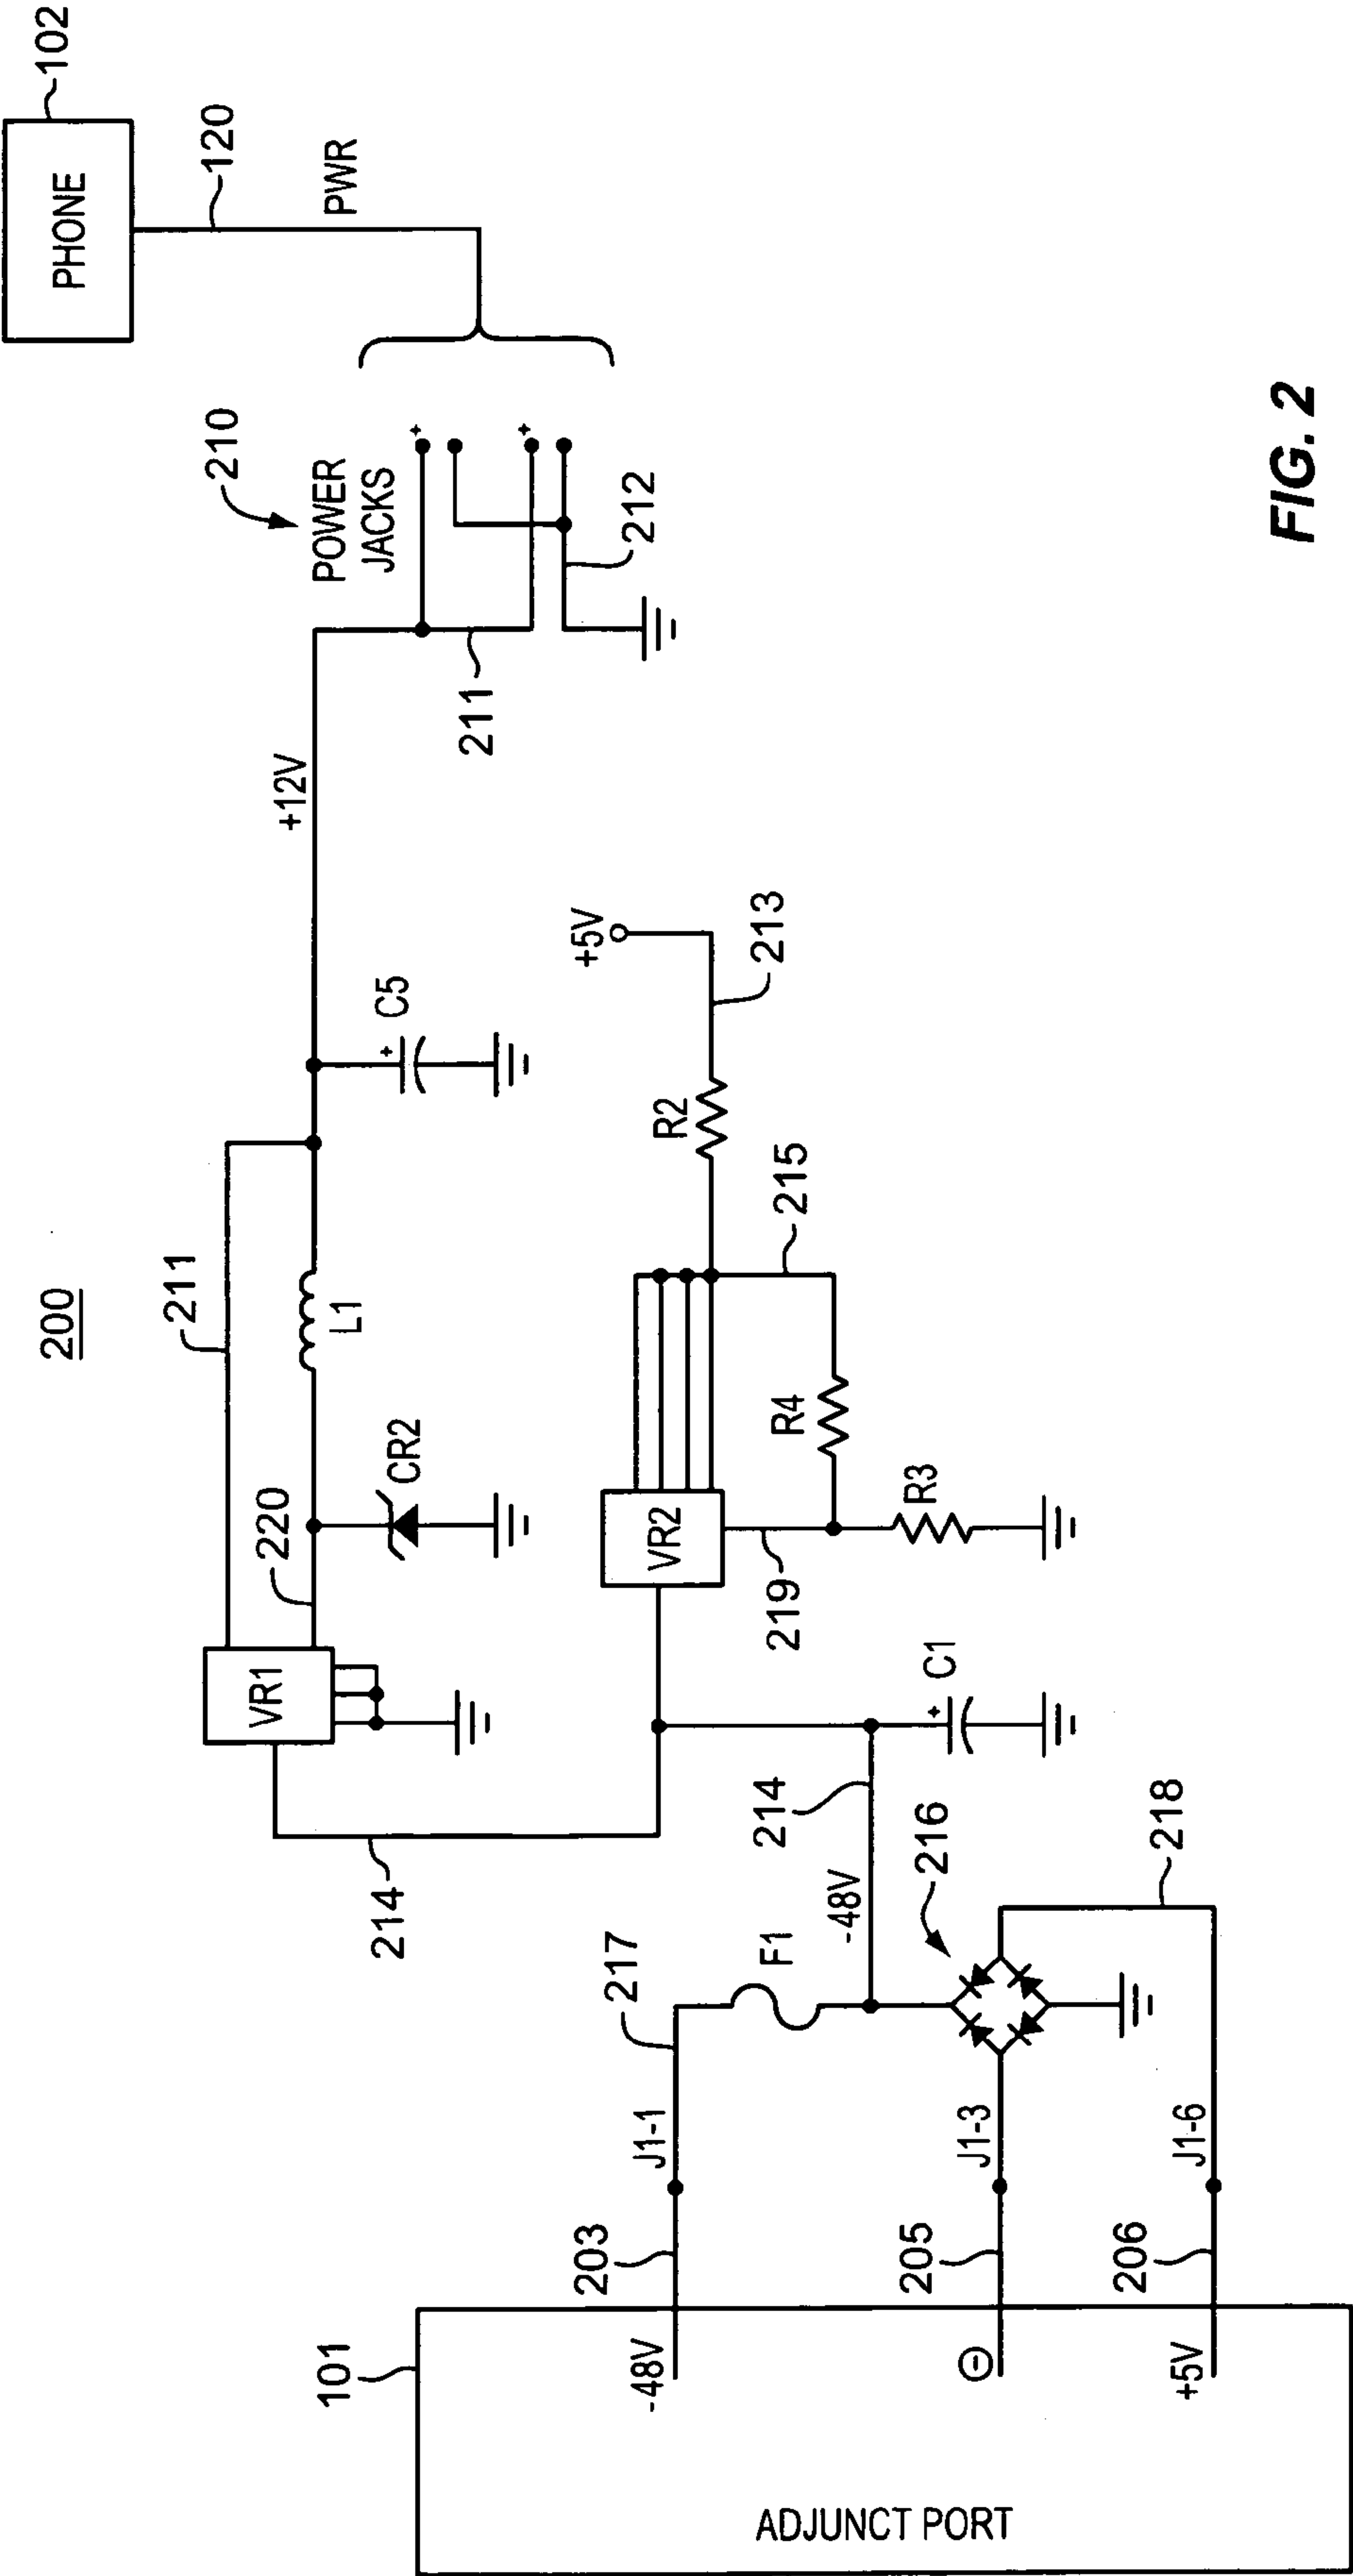 200
PHONE
102
120
PWR
210
POWER
JACKS
+
+
212
211
+12V
211
220
VR1
CR2
L1
+
C5
+5V
213
R2
215
R4
R3
VR2
219
214
214
+
C1
-48V
216
217
F1
218
J1-1
J1-3
J1-6
203
205
206
101
-48V
-
+5V
ADJUNCT PORT
FIG. 2